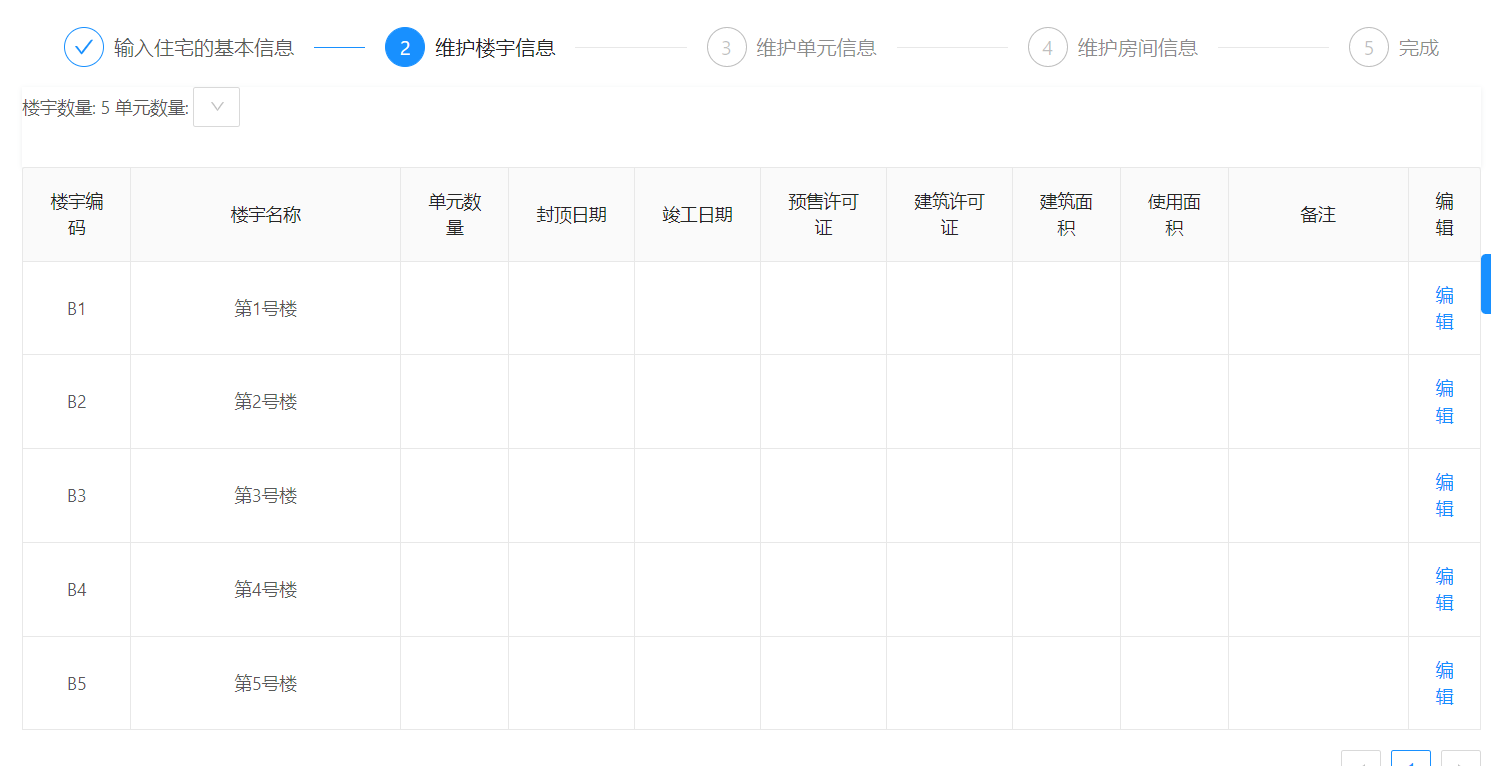 输入住宅的基本信息 2 维护楼宇信息 3 维护单元信息 4 维护房间信息 5 完成
楼宇数量: 5 单元数量:
楼宇编码 楼宇名称 单元数量 封顶日期 竣工日期 预售许可证 建筑许可证 建筑面积 使用面积 备注 编辑
B1 第1号楼 编辑
B2 第2号楼 编辑
B3 第3号楼 编辑
B4 第4号楼 编辑
B5 第5号楼 编辑